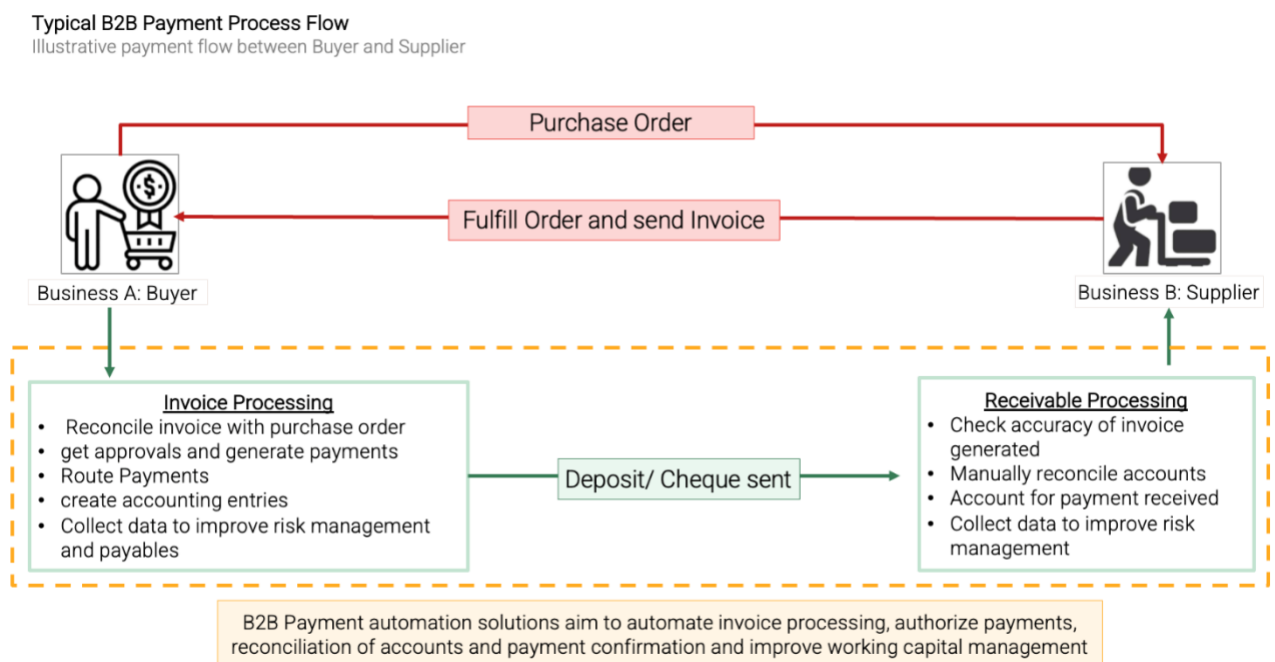 Typical B2B Payment Process Flow
Illustrative payment flow between Buyer and Supplier
Purchase Order
$
Fulfill Order and send Invoice
Business A: Buyer
Business B: Supplier
Invoice Processing
• Reconcile invoice with purchase order
• get approvals and generate payments
• Route Payments
• create accounting entries
• Collect data to improve risk management
and payables
Deposit/ Cheque sent
Receivable Processing
• Check accuracy of invoice
generated
• Manually reconcile accounts
• Account for payment received
• Collect data to improve risk
management
B2B Payment automation solutions aim to automate invoice processing, authorize payments,
reconciliation of accounts and payment confirmation and improve working capital management